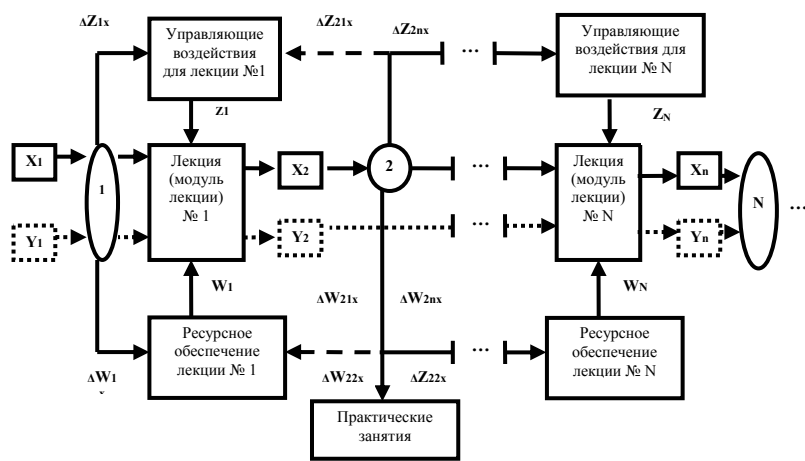 ΔZ1x
Управляющие
воздействия
для лекции №1
ΔZ21x
ΔZ2nx
...
Управляющие
воздействия для
лекции № N
Z1
ZN
X1
1
Лекция
(модуль
лекции)
№ 1
X2
2
...
Лекция
(модуль
лекции)
№ N
Xn
N
...
Y1
Y2
...
Yn
W1
ΔW21x
ΔW2nx
WN
Ресурсное
обеспечение
лекции № 1
...
Ресурсное
обеспечение
лекции № N
ΔW1
x
ΔW22x
ΔZ22x
Практические
занятия